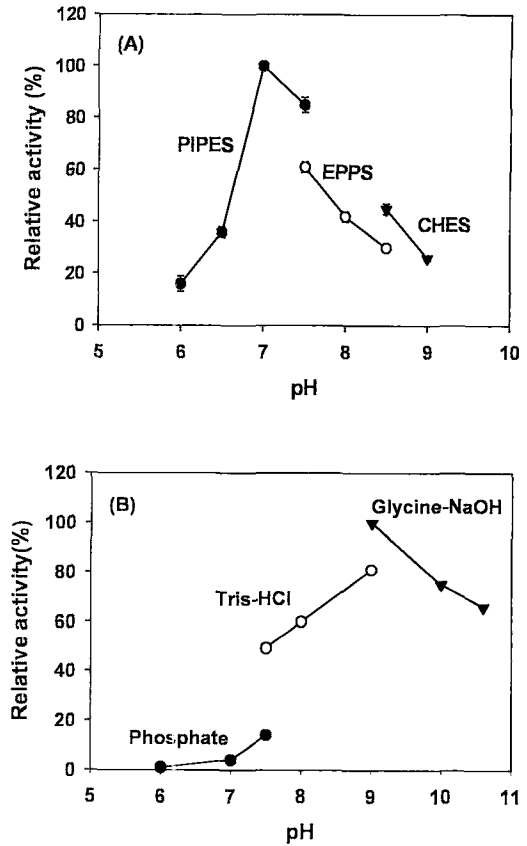 (A)
Relative activity (%)
120
100
80
60
40
20
0
PIPES
EPPS
CHES
5 6 7 8 9 10
pH
(B)
Relative activity(%)
120
100
80
60
40
20
0
Glycine-NaOH
Tris-HCl
Phosphate
5 6 7 8 9 10 11
pH